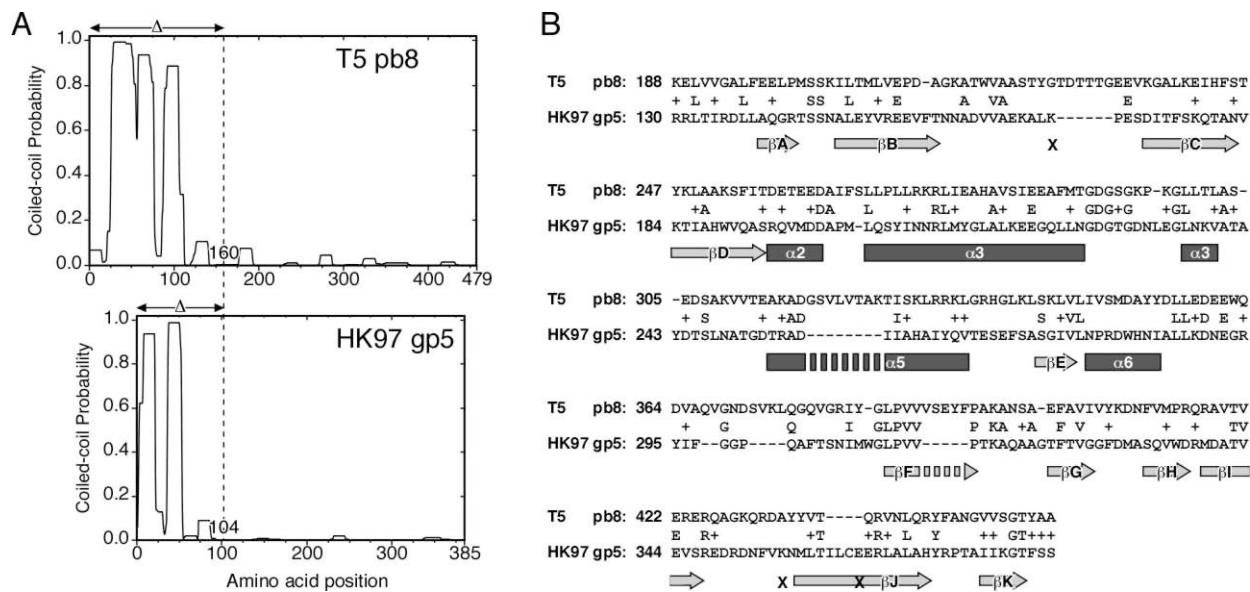 A
Δ
T5 pb8
Coiled-coil Probability
1.0
0.8
0.6
0.4
0.2
0.0
160
0 100 200 300 400 479
Δ
HK97 gp5
Coiled-coil Probability
1.0
0.8
0.6
0.4
0.2
0.0
104
0 100 200 300 385
Amino acid position
B
T5 pb8: 188 KELVVGALFEELPMSSKILTMLVEPD-AGKATWVAASTYGTDTTTGEEVKGALKEIHFST
+ L + L + SS L + E A VA E + +
HK97 gp5: 130 RRLTIRDLLAQGRTSSNALEYVREEVFTNNADVVAEKALK------PESDITFSKQTANV
βA βB X βC
T5 pb8: 247 YKLAAKSFITDETEEDAIFSLLPLLRKRLIEAHAVSIEEAFMTGDGSGKP-KGLLTLAS-
+A + +DA L RL+ A+ E + GDG+G +GL +A+
HK97 gp5: 184 KTIAHWVQASRQVMDDAPML-QSYINNRLMYGLALKEEGQLLNGDGTGDNLEGLNKVATA
βD α2 α3 α3
T5 pb8: 305 -EDSAKVVTEAKADGSVLVTAKTISKLRRKLGRHGLKLSKLVLIVSMDAYYDLLEDEEWQ
+ S + AD I+ ++ S +VL LL+D E +
HK97 gp5: 243 YDTSLNATGDTRAD---------IIAHAIYQVTESEFSASGIVLNPRDWHNIALLKDNEGR
α5 βE α6
T5 pb8: 364 DVAQVGNDSVKLQGQVGRIY-GLPVVVSEYFPAKANSA-EFAVIVYKDNFVMPRQRAVTV
+ G Q + GLPVV P KA +A F V + + TV
HK97 gp5: 295 YIF--GGP----QAFTSNIMWGLPVV-----PTKAQAAGTFTVGGFDMASQVWDRMDATV
βF βG βH βI
T5 pb8: 422 ERERQAGKQRDAYYVT----QRVNLQRYFANGVVSGTYAA
E R+ + T +R+ L Y ++ GT+++
HK97 gp5: 344 EVSREDRDNFVKNMLTILCEERLALAHYRPTAIIKGTFSS
X X βJ βK